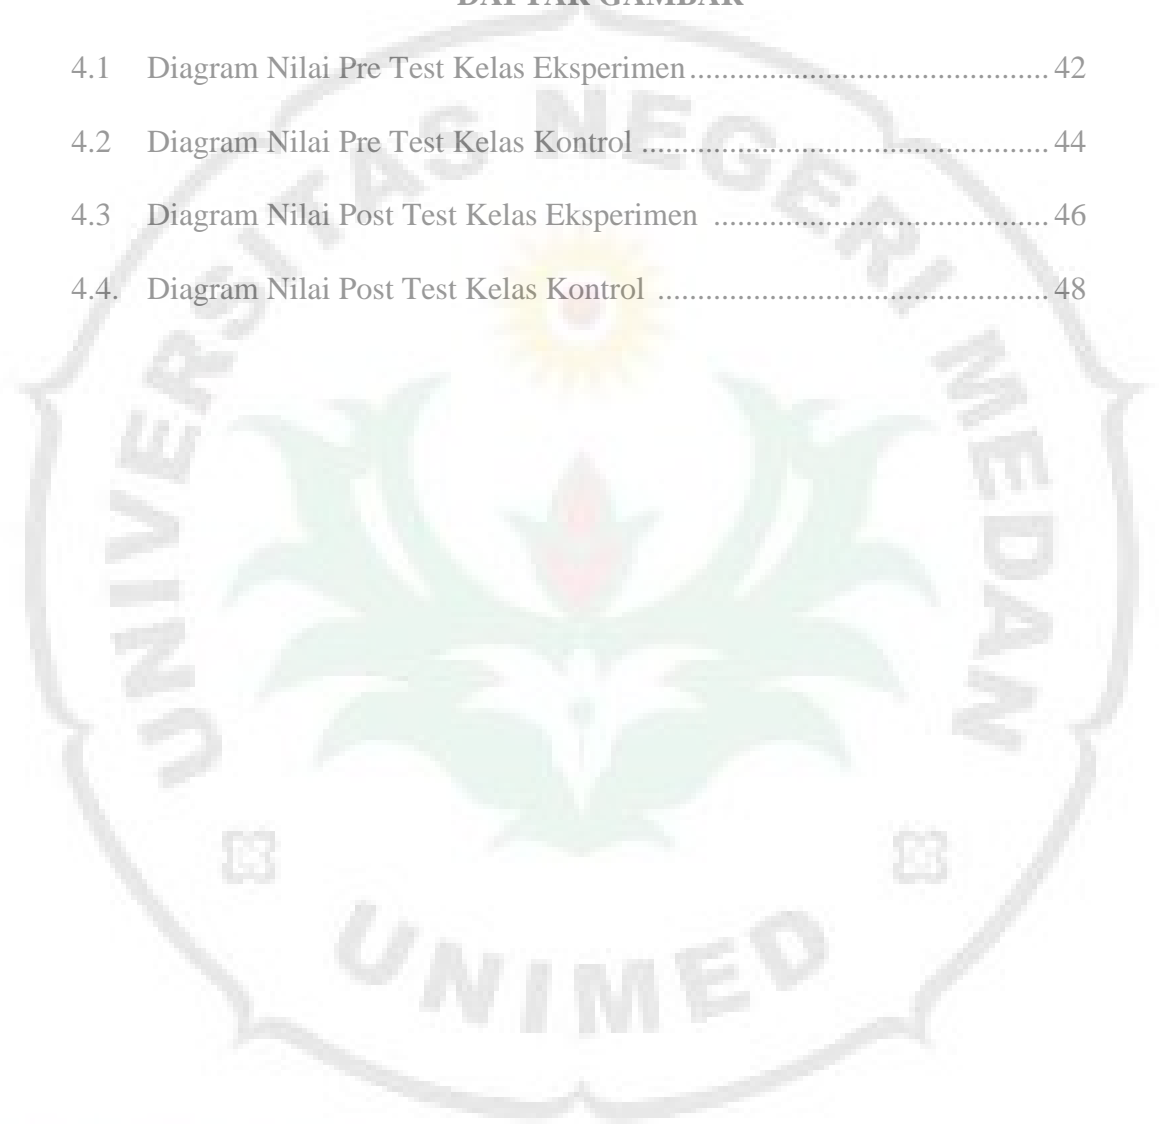 DAFTAR GAMBAR
4.1 Diagram Nilai Pre Test Kelas Eksperimen............................................. 42
4.2 Diagram Nilai Pre Test Kelas Kontrol ................................................... 44
4.3 Diagram Nilai Post Test Kelas Eksperimen .......................................... 46
4.4. Diagram Nilai Post Test Kelas Kontrol ................................................. 48
UNIVERSITAS NEGERI MEDAN
UNIMED